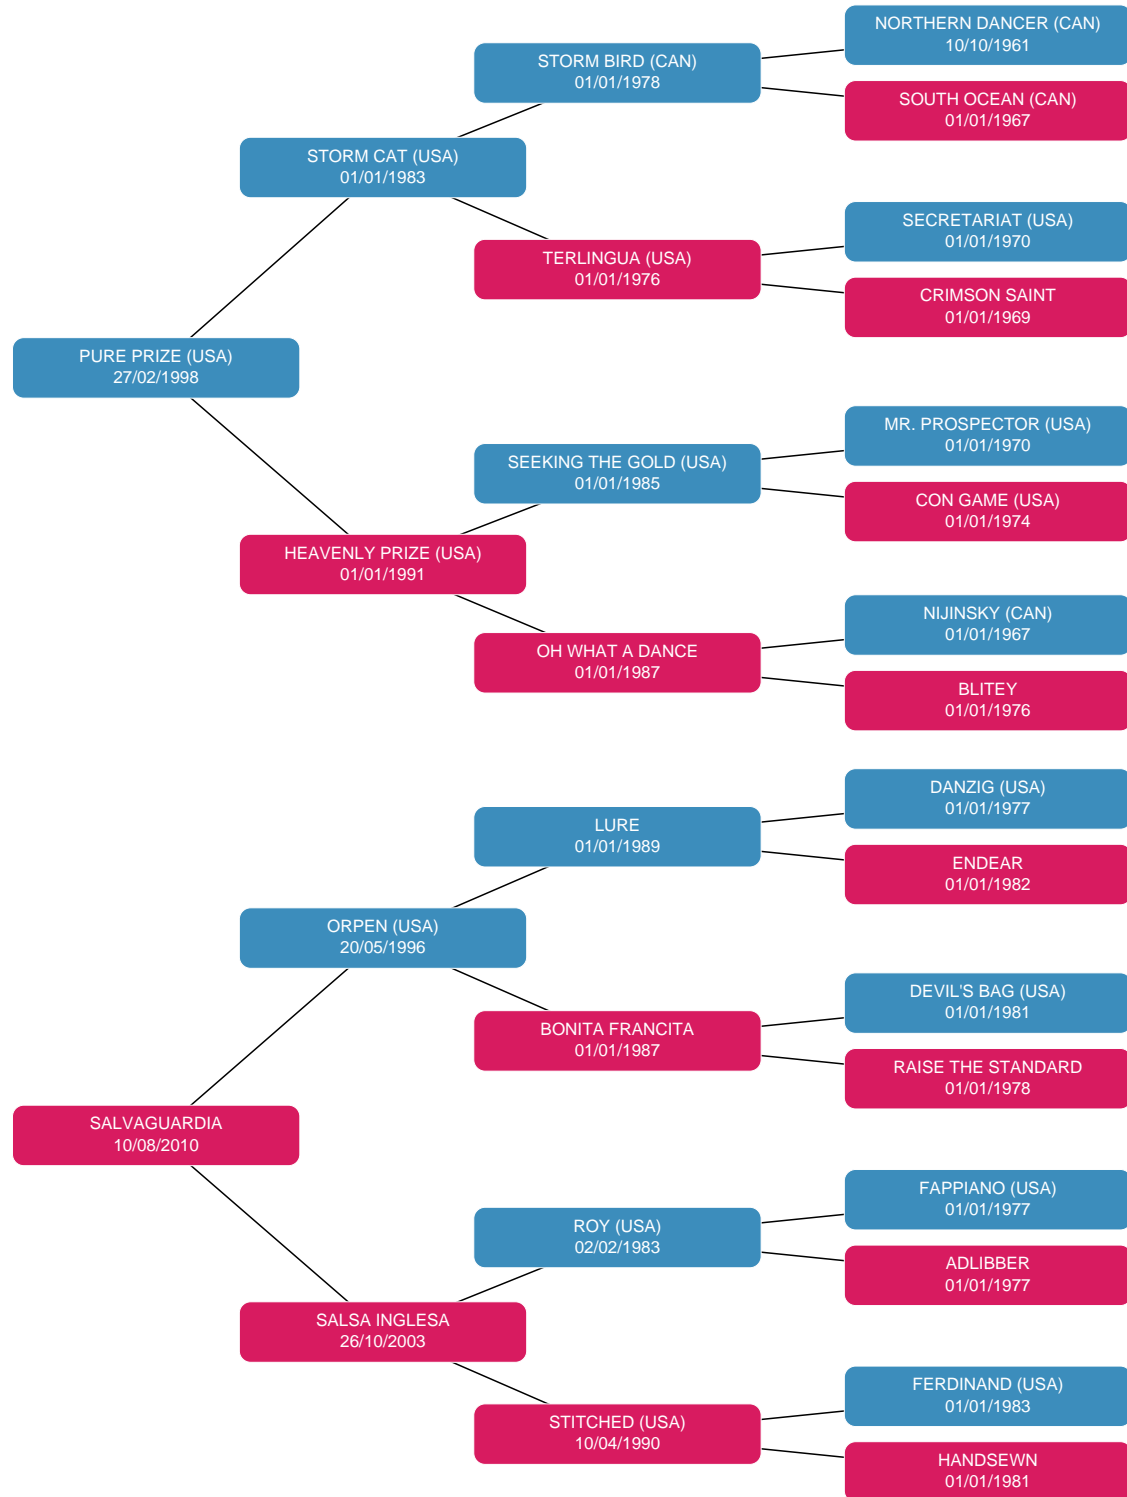 NORTHERN DANCER (CAN)
10/10/1961
STORM BIRD (CAN)
01/01/1978
SOUTH OCEAN (CAN)
01/01/1967
STORM CAT (USA)
01/01/1983
SECRETARIAT (USA)
01/01/1970
TERLINGUA (USA)
01/01/1976
CRIMSON SAINT
01/01/1969
PURE PRIZE (USA)
27/02/1998
MR. PROSPECTOR (USA)
01/01/1970
SEEKING THE GOLD (USA)
01/01/1985
CON GAME (USA)
01/01/1974
HEAVENLY PRIZE (USA)
01/01/1991
NIJINSKY (CAN)
01/01/1967
OH WHAT A DANCE
01/01/1987
BLITEY
01/01/1976
DANZIG (USA)
01/01/1977
LURE
01/01/1989
ENDEAR
01/01/1982
ORPEN (USA)
20/05/1996
DEVIL'S BAG (USA)
01/01/1981
BONITA FRANCITA
01/01/1987
RAISE THE STANDARD
01/01/1978
SALVAGUARDIA
10/08/2010
FAPPIANO (USA)
01/01/1977
ROY (USA)
02/02/1983
ADLIBBER
01/01/1977
SALSA INGLESA
26/10/2003
FERDINAND (USA)
01/01/1983
STITCHED (USA)
10/04/1990
HANDSEWN
01/01/1981